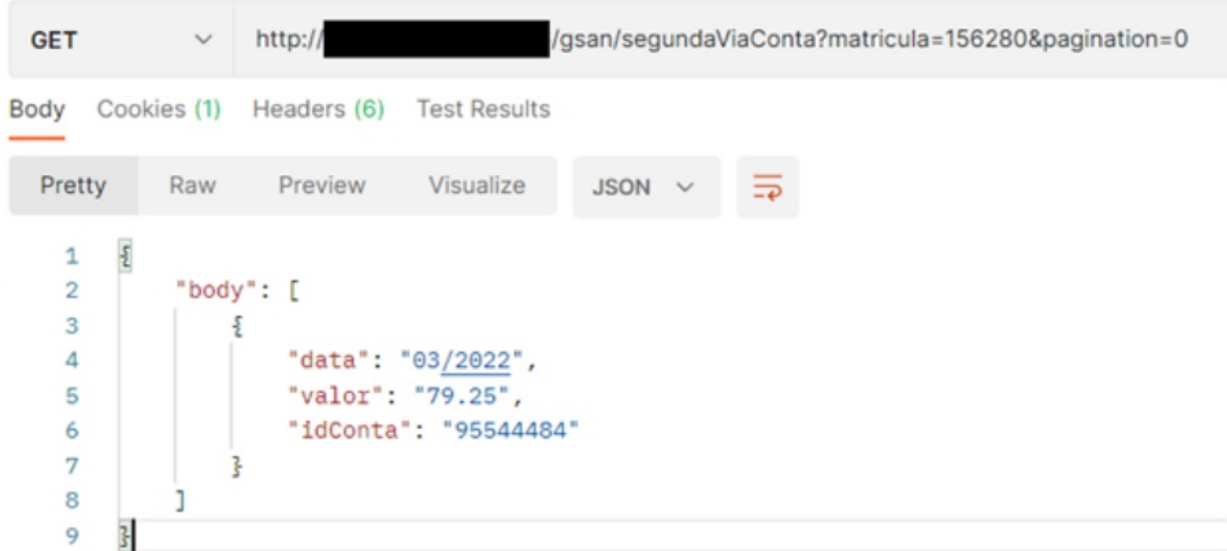 GET http:// /gsan/segundaViaConta?matricula=156280&pagination=0
Body Cookies (1) Headers (6) Test Results
Pretty Raw Preview Visualize JSON
1 {
2 "body": [
3 {
4 "data": "03/2022",
5 "valor": "79.25",
6 "idConta": "95544484"
7 }
8 ]
9 }